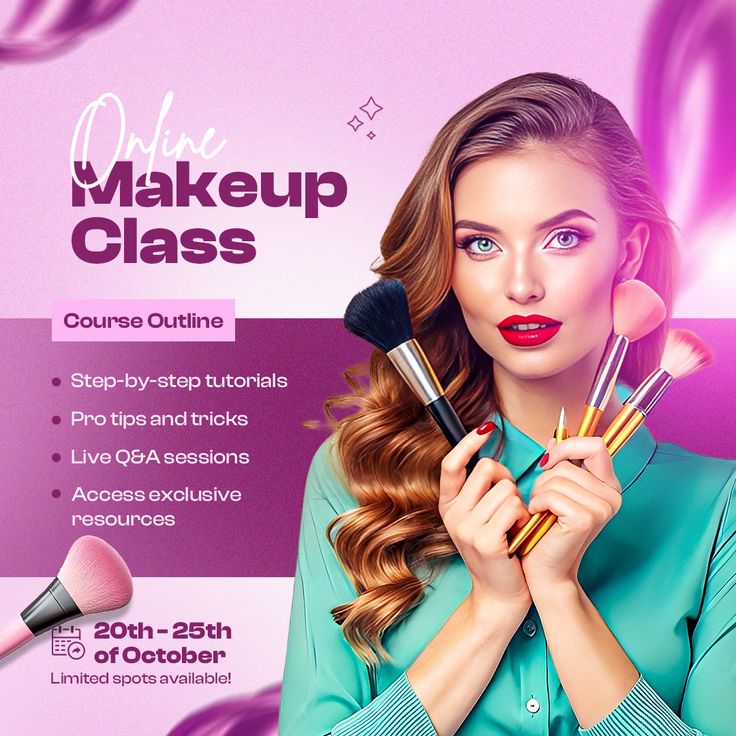 Online
Makeup
Class
Course Outline
Step-by-step tutorials
Pro tips and tricks
Live Q&A sessions
Access exclusive
resources
20th - 25th
of October
Limited spots available!